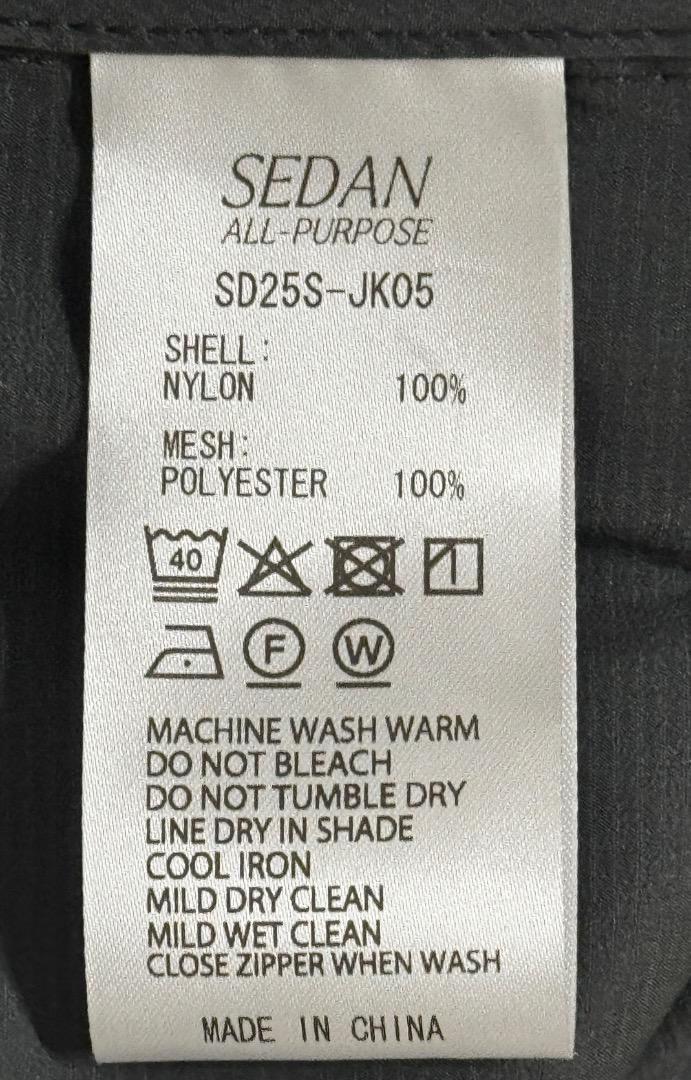 SEDAN
ALL-PURPOSE
SD25S-JK05
SHELL:
NYLON 100%
MESH:
POLYESTER 100%
40
F W
MACHINE WASH WARM
DO NOT BLEACH
DO NOT TUMBLE DRY
LINE DRY IN SHADE
COOL IRON
MILD DRY CLEAN
MILD WET CLEAN
CLOSE ZIPPER WHEN WASH
MADE IN CHINA